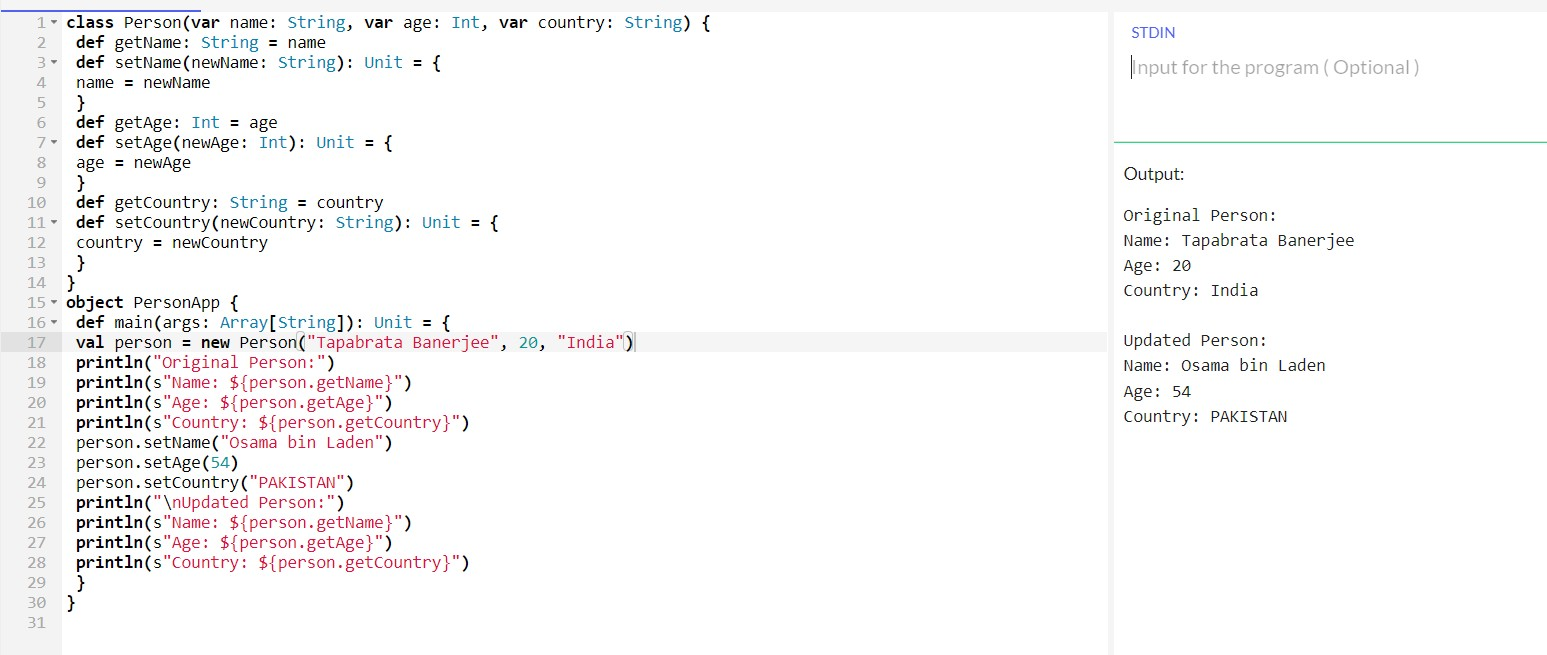 1 class Person(var name: String, var age: Int, var country: String) {
2 def getName: String = name
3 def setName(newName: String): Unit = {
4 name = newName
5 }
6 def getAge: Int = age
7 def setAge(newAge: Int): Unit = {
8 age = newAge
9 }
10 def getCountry: String = country
11 def setCountry(newCountry: String): Unit = {
12 country = newCountry
13 }
14 }
15 object PersonApp {
16 def main(args: Array[String]): Unit = {
17 val person = new Person("Tapabrata Banerjee", 20, "India")
18 println("Original Person:")
19 println(s"Name: ${person.getName}")
20 println(s"Age: ${person.getAge}")
21 println(s"Country: ${person.getCountry}")
22 person.setName("Osama bin Laden")
23 person.setAge(54)
24 person.setCountry("PAKISTAN")
25 println("\nUpdated Person:")
26 println(s"Name: ${person.getName}")
27 println(s"Age: ${person.getAge}")
28 println(s"Country: ${person.getCountry}")
29 }
30 }
31
STDIN
Input for the program ( Optional )
Output:
Original Person:
Name: Tapabrata Banerjee
Age: 20
Country: India
Updated Person:
Name: Osama bin Laden
Age: 54
Country: PAKISTAN